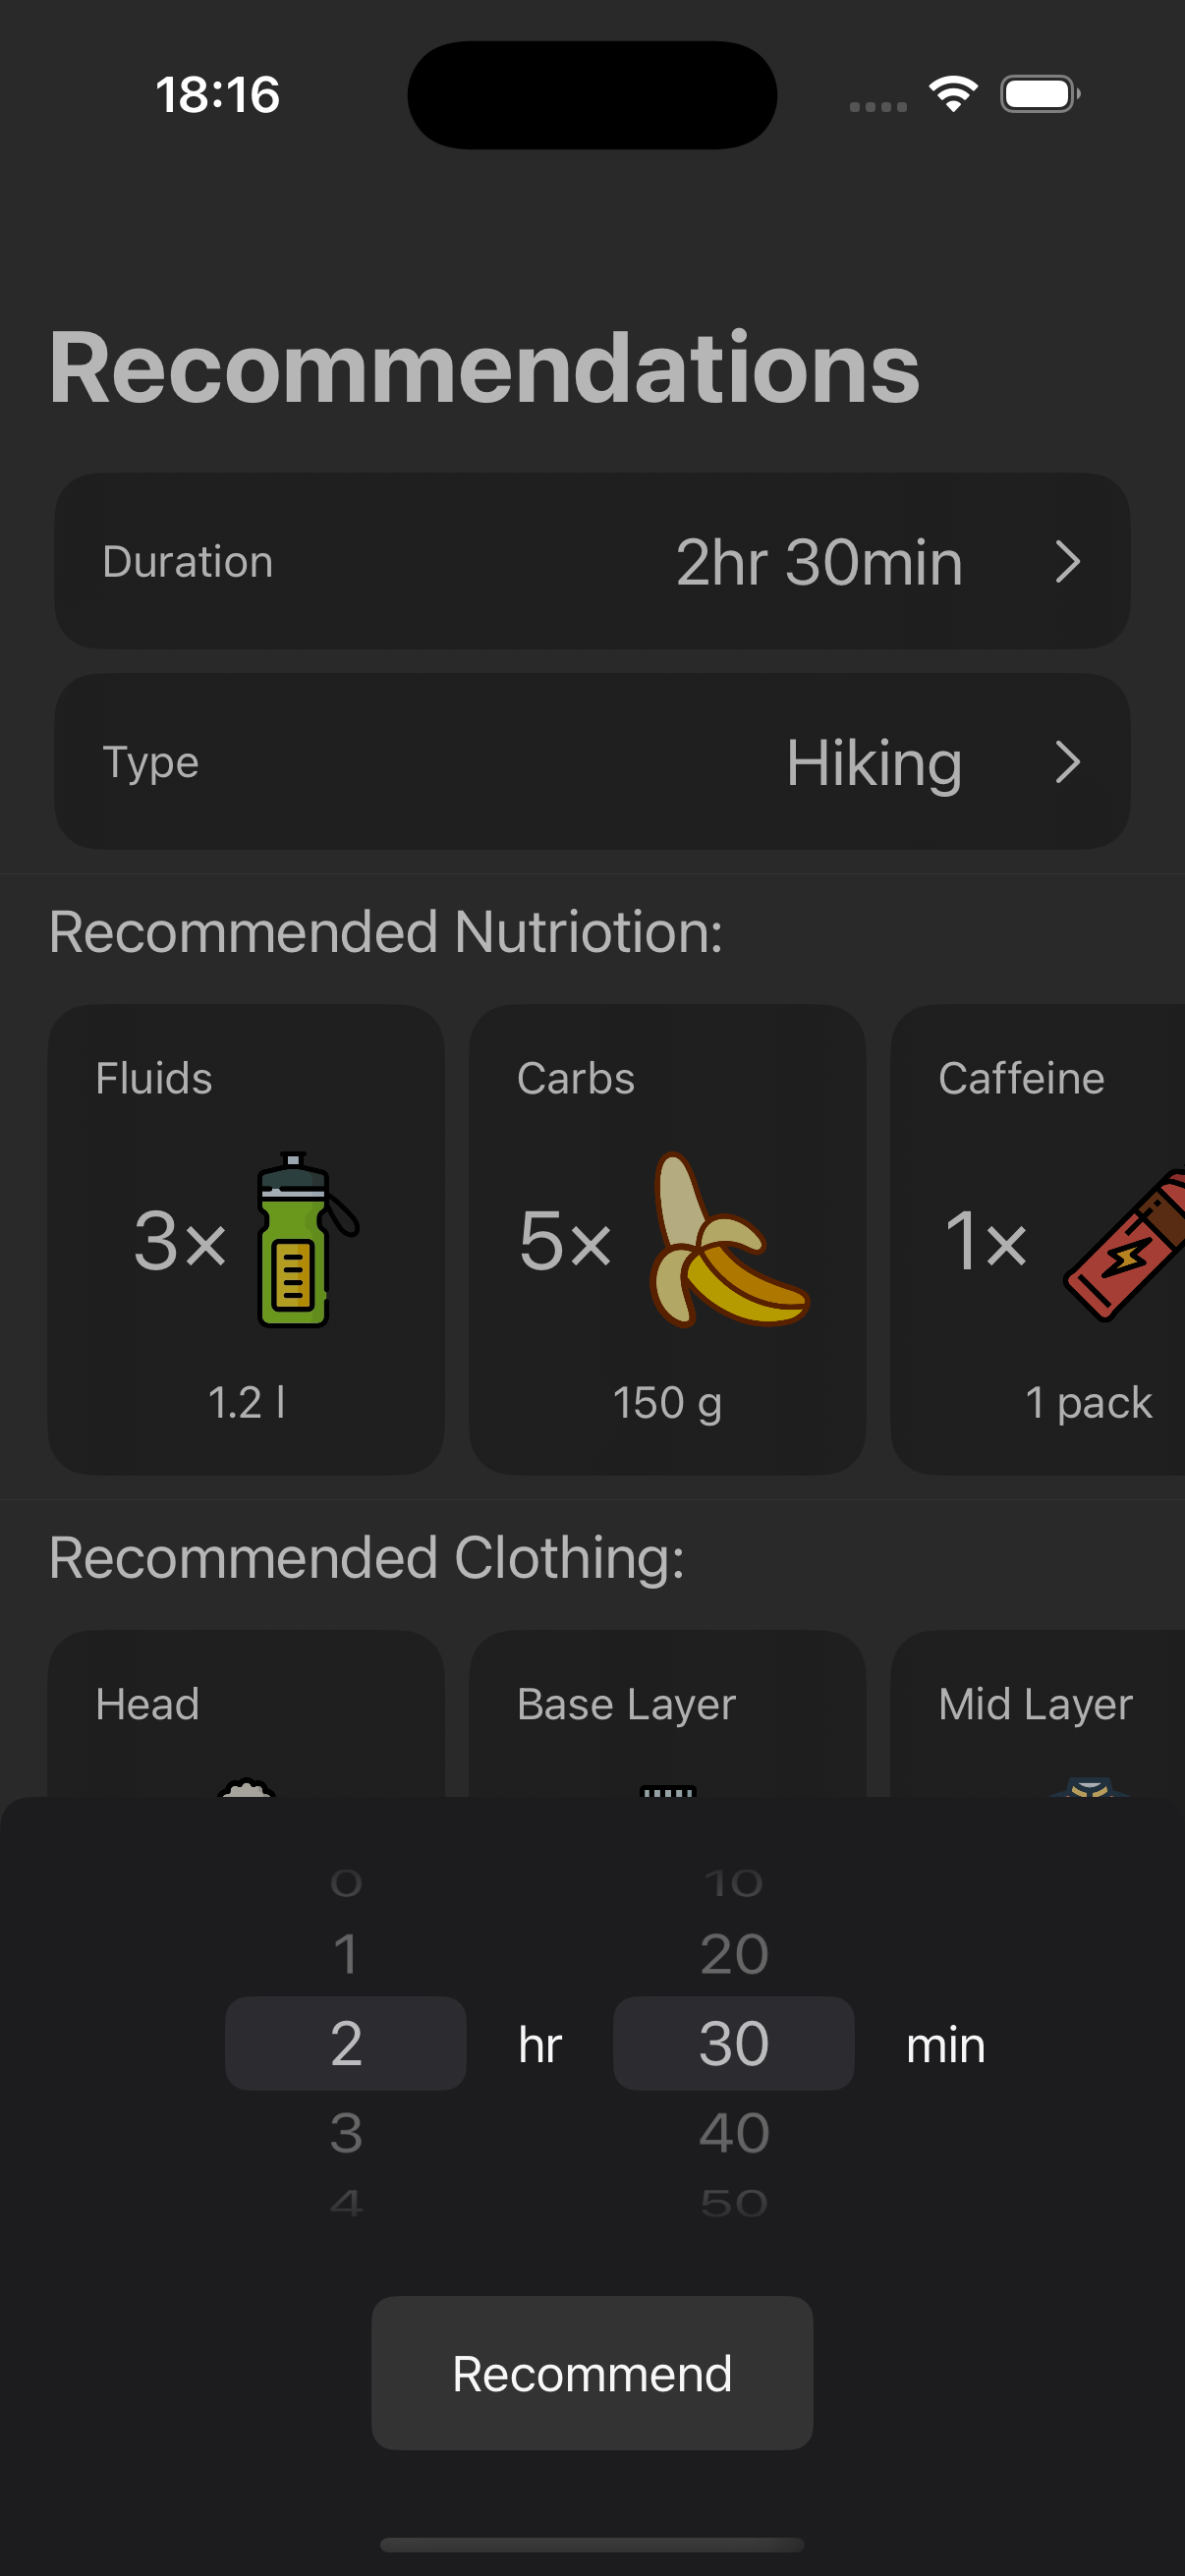 18:16
Recommendations
Duration 2hr 30min
Type Hiking
Recommended Nutriotion:
Fluids Carbs Caffeine
3× 5× 1×
1.2 l 150 g 1 pack
Recommended Clothing:
Head Base Layer Mid Layer
0 10
1 20
2 hr 30 min
3 40
4 50
Recommend